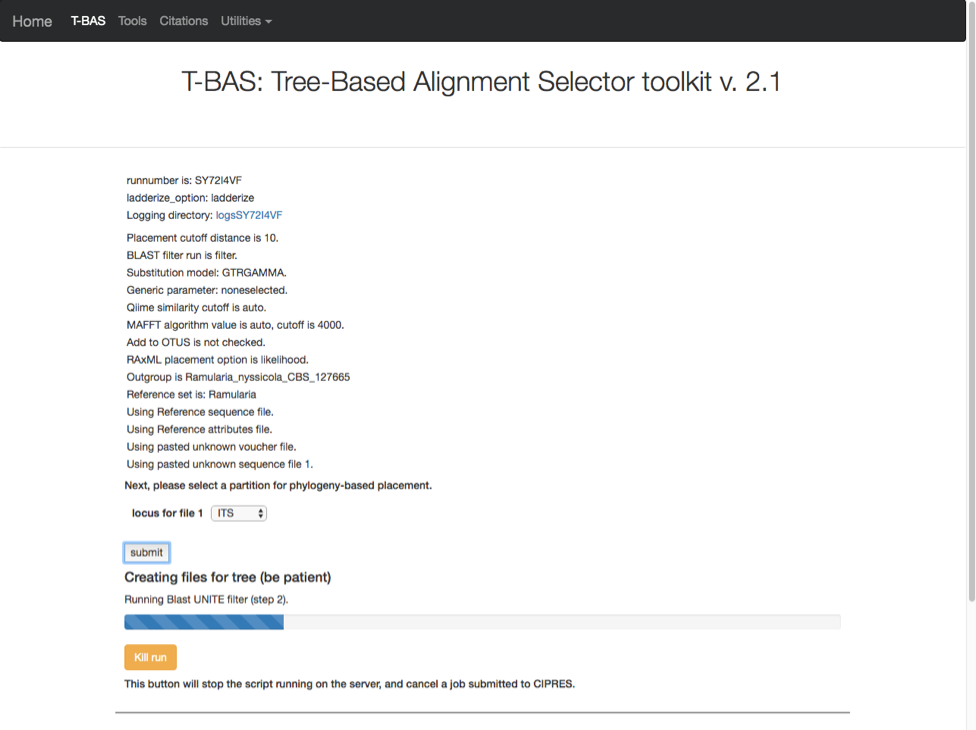 Home T-BAS Tools Citations Utilities
T-BAS: Tree-Based Alignment Selector toolkit v. 2.1
runnumber is: SY72I4VF
ladderize_option: ladderize
Logging directory: logsSY72I4VF
Placement cutoff distance is 10.
BLAST filter run is filter.
Substitution model: GTRGAMMA.
Generic parameter: noneselected.
Qiime similarity cutoff is auto.
MAFFT algorithm value is auto, cutoff is 4000.
Add to OTUS is not checked.
RAxML placement option is likelihood.
Outgroup is Ramularia_nyssicola_CBS_127665
Reference set is: Ramularia
Using Reference sequence file.
Using Reference attributes file.
Using pasted unknown voucher file.
Using pasted unknown sequence file 1.
Next, please select a partition for phylogeny-based placement.
locus for file 1 ITS
submit
Creating files for tree (be patient)
Running Blast UNITE filter (step 2).
Kill run
This button will stop the script running on the server, and cancel a job submitted to CIPRES.